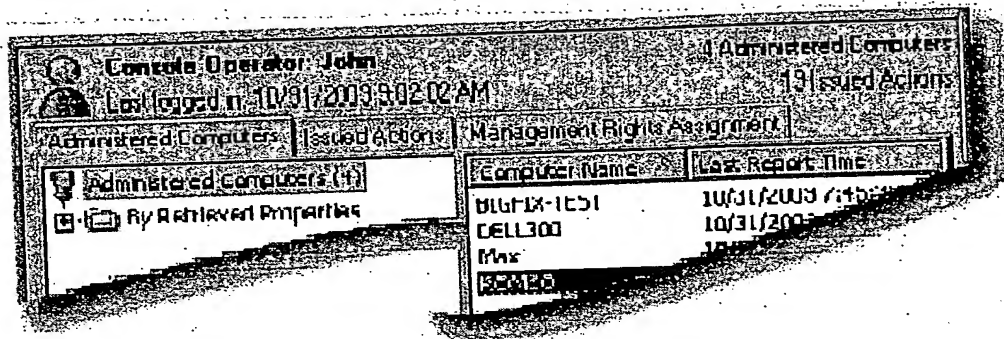 Console Operator: John
4 Administered Computers
Last logged in: 10/31/2003 9:02:02 AM
19 Issued Actions
Administered Computers
Issued Actions
Management Rights Assignment
Administered Computers (4)
By Retrieved Properties
Computer Name
Last Report Time
BIGFIX-TEST
10/31/2003
DELL300
10/31/200
Max